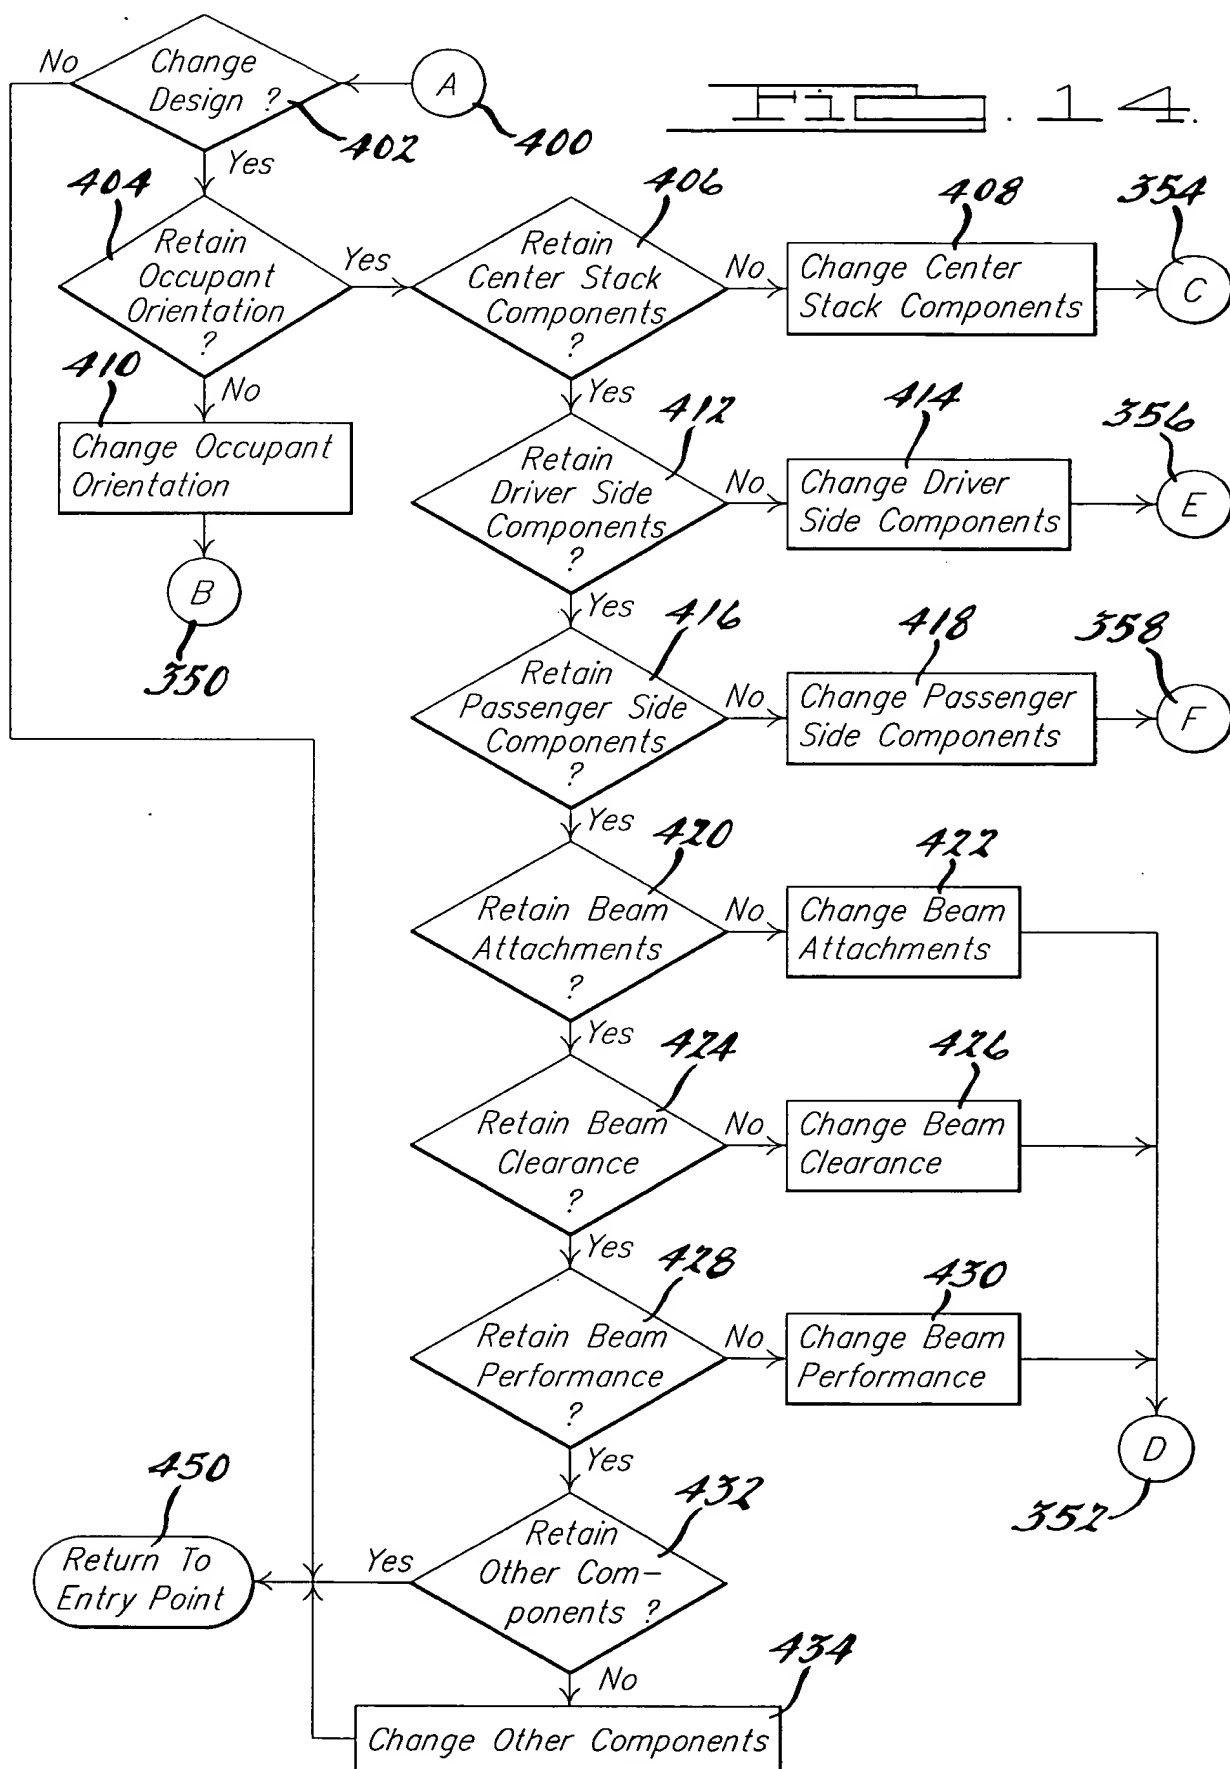 No
Change
Design ?
A
Fig. 14.
402
400
Yes
404
406
408
354
Retain
Occupant
Orientation
?
Yes
Retain
Center Stack
Components
?
No
Change Center
Stack Components
C
410
No
Yes
412
414
356
Change Occupant
Orientation
Retain
Driver Side
Components
?
No
Change Driver
Side Components
E
B
350
Yes
416
418
358
Retain
Passenger Side
Components
?
No
Change Passenger
Side Components
F
Yes
420
422
Retain Beam
Attachments
?
No
Change Beam
Attachments
Yes
424
426
Retain Beam
Clearance
?
No
Change Beam
Clearance
Yes
428
430
Retain Beam
Performance
?
No
Change Beam
Performance
D
352
450
Yes
432
Return To
Entry Point
Yes
Retain
Other Com-
ponents ?
No
434
Change Other Components